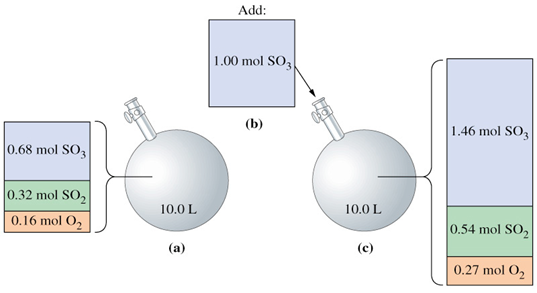 Add:
1.00 mol SO₃
(b)
0.68 mol SO₃
0.32 mol SO₂
0.16 mol O₂
10.0 L
(a)
10.0 L
(c)
1.46 mol SO₃
0.54 mol SO₂
0.27 mol O₂